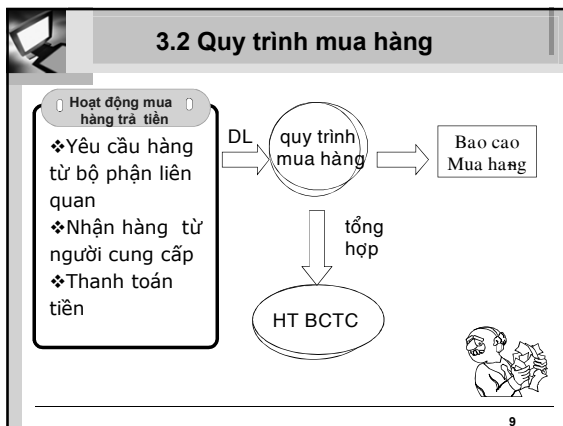 3.2 Quy trình mua hàng
Hoạt động mua
hàng trả tiền
❖Yêu cầu hàng
từ bộ phận liên
quan
❖Nhận hàng từ
người cung cấp
❖Thanh toán
tiền
DL
quy trình
mua hàng
Bao cao
Mua hang
tổng
hợp
HT BCTC
9